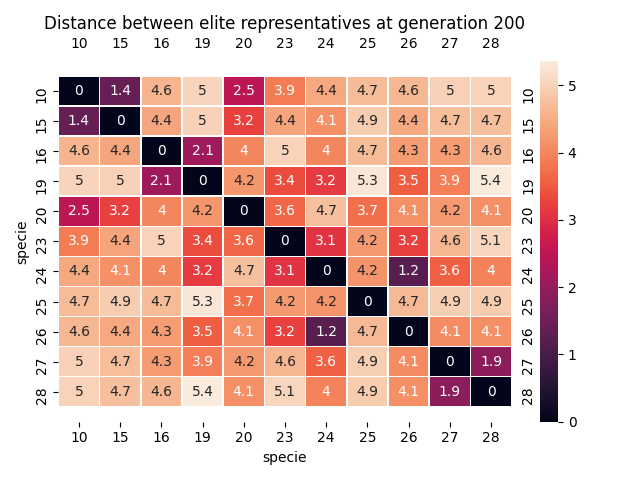 Distance between elite representatives at generation 200
10 15 16 19 20 23 24 25 26 27 28
10 0 1.4 4.6 5 2.5 3.9 4.4 4.7 4.6 5 5 10
15 1.4 0 4.4 5 3.2 4.4 4.1 4.9 4.4 4.7 4.7 15
16 4.6 4.4 0 2.1 4 5 4 4.7 4.3 4.3 4.6 16
19 5 5 2.1 0 4.2 3.4 3.2 5.3 3.5 3.9 5.4 19
20 2.5 3.2 4 4.2 0 3.6 4.7 3.7 4.1 4.2 4.1 20
23 3.9 4.4 5 3.4 3.6 0 3.1 4.2 3.2 4.6 5.1 23
24 4.4 4.1 4 3.2 4.7 3.1 0 4.2 1.2 3.6 4 24
25 4.7 4.9 4.7 5.3 3.7 4.2 4.2 0 4.7 4.9 4.9 25
26 4.6 4.4 4.3 3.5 4.1 3.2 1.2 4.7 0 4.1 4.1 26
27 5 4.7 4.3 3.9 4.2 4.6 3.6 4.9 4.1 0 1.9 27
28 5 4.7 4.6 5.4 4.1 5.1 4 4.9 4.1 1.9 0 28
10 15 16 19 20 23 24 25 26 27 28
specie
specie
5
4
3
2
1
0